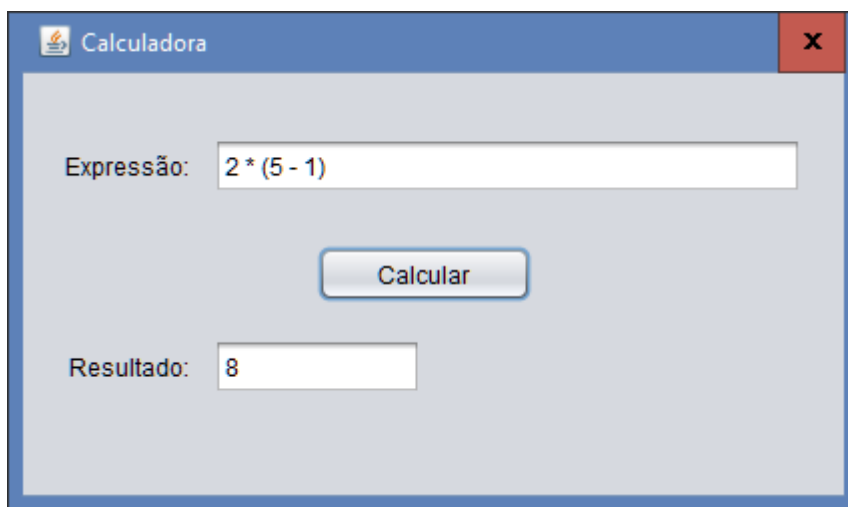 Calculadora
Expressão: 2 * (5 - 1)
Calcular
Resultado: 8